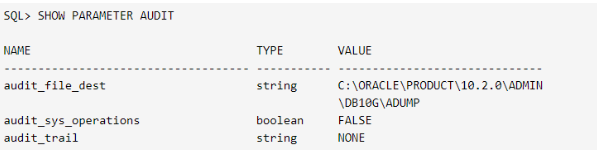 SQL> SHOW PARAMETER AUDIT
NAME TYPE VALUE
---------------------------------- ----------- ------------------------------
audit_file_dest string C:\ORACLE\PRODUCT\10.2.0\ADMIN
\DB10G\ADUMP
audit_sys_operations boolean FALSE
audit_trail string NONE